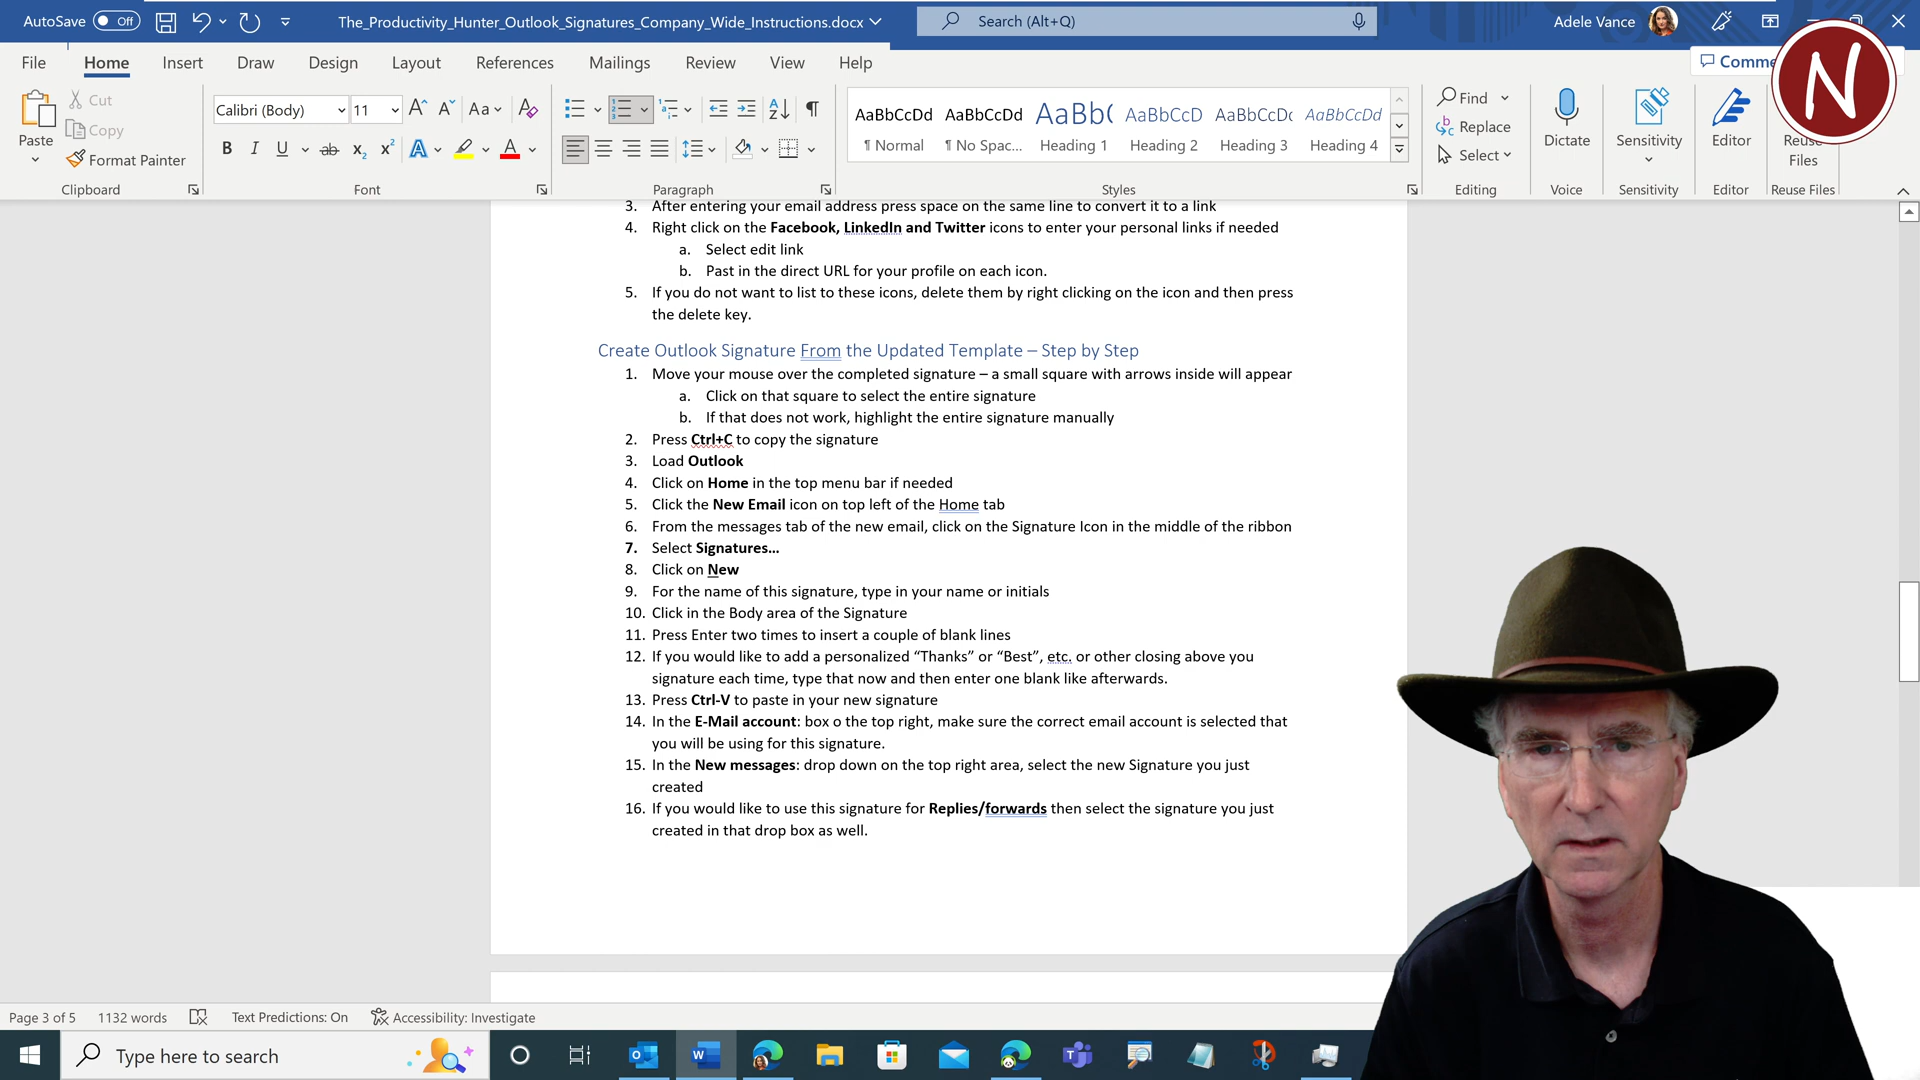 AutoSave Off The_Productivity_Hunter_Outlook_Signatures_Company_Wide_Instructions.docx Search (Alt+Q) Adele Vance
N
File Home Insert Draw Design Layout References Mailings Review View Help Comme
Paste
Cut
Copy
Format Painter
Clipboard
Calibri (Body) 11
Font
Paragraph
AaBbCcDd AaBbCcDd AaBb( AaBbCcD AaBbCcDc AaBbCcDd
¶ Normal ¶ No Spac... Heading 1 Heading 2 Heading 3 Heading 4
Styles
Find
Replace
Select
Editing
Dictate
Voice
Sensitivity
Sensitivity
Editor
Editor
Reuse
Files
Reuse Files
3. After entering your email address press space on the same line to convert it to a link
4. Right click on the Facebook, LinkedIn and Twitter icons to enter your personal links if needed
a. Select edit link
b. Past in the direct URL for your profile on each icon.
5. If you do not want to list to these icons, delete them by right clicking on the icon and then press
the delete key.
Create Outlook Signature From the Updated Template – Step by Step
1. Move your mouse over the completed signature – a small square with arrows inside will appear
a. Click on that square to select the entire signature
b. If that does not work, highlight the entire signature manually
2. Press Ctrl+C to copy the signature
3. Load Outlook
4. Click on Home in the top menu bar if needed
5. Click the New Email icon on top left of the Home tab
6. From the messages tab of the new email, click on the Signature Icon in the middle of the ribbon
7. Select Signatures...
8. Click on New
9. For the name of this signature, type in your name or initials
10. Click in the Body area of the Signature
11. Press Enter two times to insert a couple of blank lines
12. If you would like to add a personalized “Thanks” or “Best”, etc. or other closing above you
signature each time, type that now and then enter one blank like afterwards.
13. Press Ctrl-V to paste in your new signature
14. In the E-Mail account: box o the top right, make sure the correct email account is selected that
you will be using for this signature.
15. In the New messages: drop down on the top right area, select the new Signature you just
created
16. If you would like to use this signature for Replies/forwards then select the signature you just
created in that drop box as well.
Page 3 of 5 1132 words Text Predictions: On Accessibility: Investigate
Type here to search